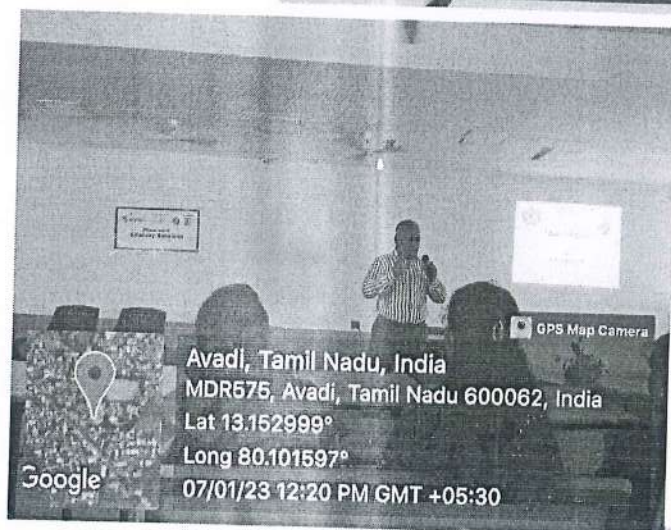 GPS Map Camera
Avadi, Tamil Nadu, India
MDR575, Avadi, Tamil Nadu 600062, India
Lat 13.152999°
Long 80.101597°
07/01/23 12:20 PM GMT +05:30
Google